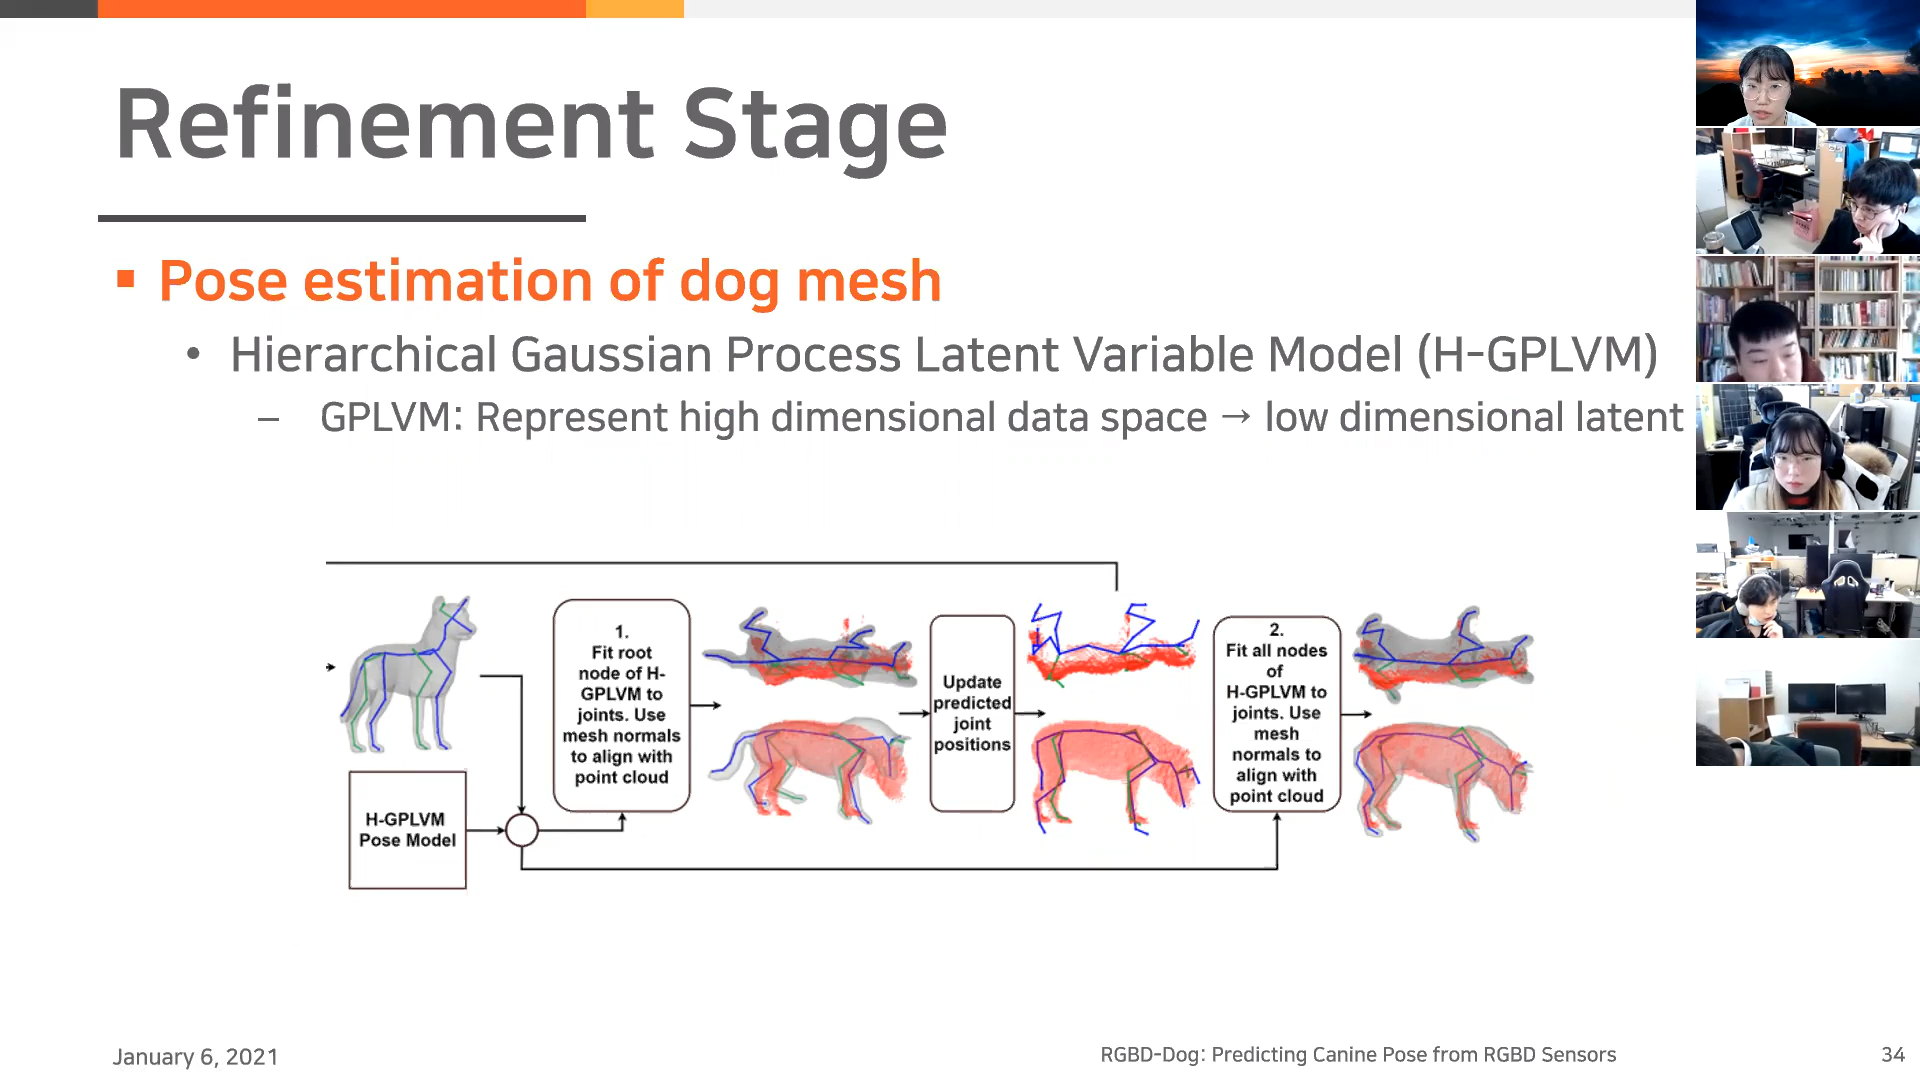 Refinement Stage
▪ Pose estimation of dog mesh
• Hierarchical Gaussian Process Latent Variable Model (H-GPLVM)
– GPLVM: Represent high dimensional data space → low dimensional latent
H-GPLVM
Pose Model
1.
Fit root
node of H-
GPLVM to
joints. Use
mesh normals
to align with
point cloud
Update
predicted
joint
positions
2.
Fit all nodes
of
H-GPLVM to
joints. Use
mesh
normals to
align with
point cloud
January 6, 2021
RGBD-Dog: Predicting Canine Pose from RGBD Sensors
34